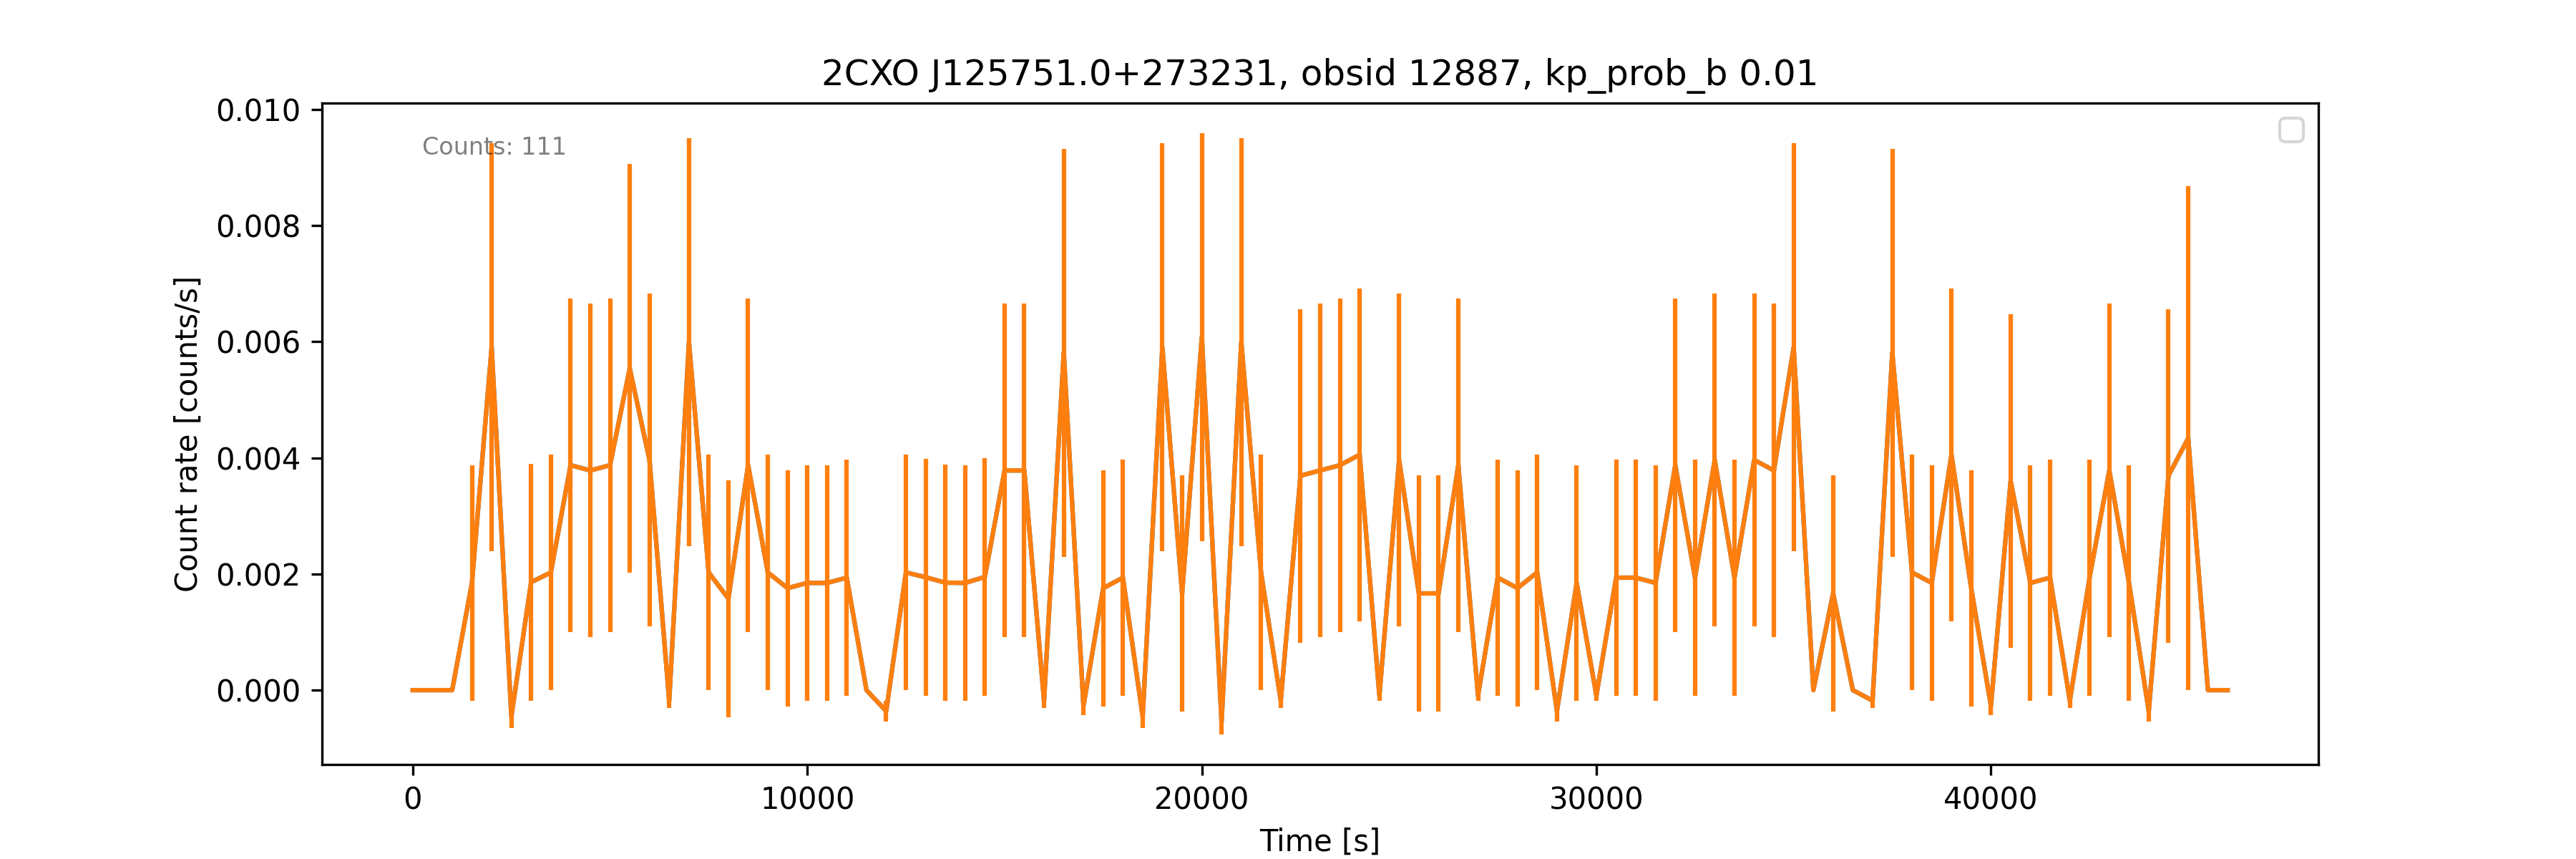 2CXO J125751.0+273231, obsid 12887, kp_prob_b 0.01
Counts: 111
0.010
0.008
0.006
0.004
0.002
0.000
Count rate [counts/s]
0 10000 20000 30000 40000
Time [s]